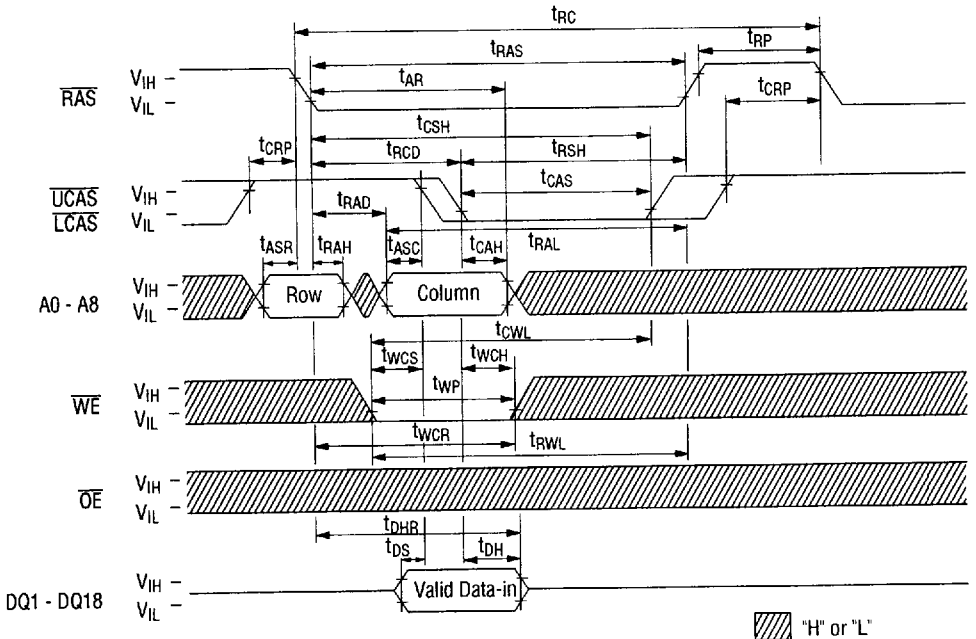 tRC
tRP
tRAS
tAR
RAS
VIH
VIL
tCRP
tCSH
tCRP
tRCD
tRSH
tCAS
UCAS
LCAS
VIH
VIL
tRAD
tRAL
tASR
tRAH
tASC
tCAH
A0 - A8
VIH
VIL
Row
Column
tCWL
tWCS
tWCH
tWP
WE
VIH
VIL
tWCR
tRWL
OE
VIH
VIL
tDHR
tDS
tDH
DQ1 - DQ18
VIH
VIL
Valid Data-in
"H" or "L"